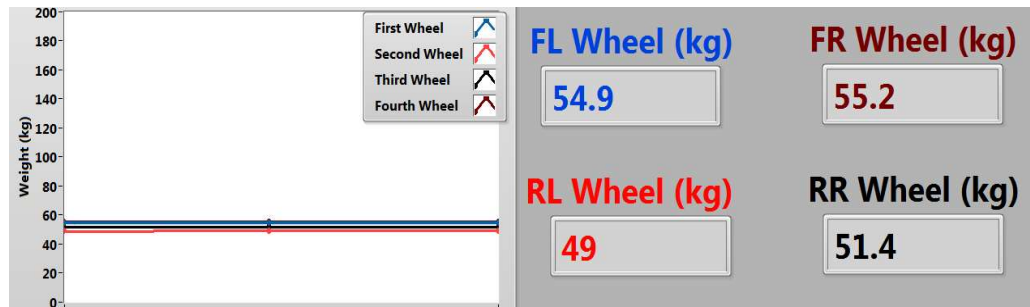 200
180
160
140
120
100
80
60
40
20
0
Weight (kg)
First Wheel
Second Wheel
Third Wheel
Fourth Wheel
FL Wheel (kg)
54.9
FR Wheel (kg)
55.2
RL Wheel (kg)
49
RR Wheel (kg)
51.4